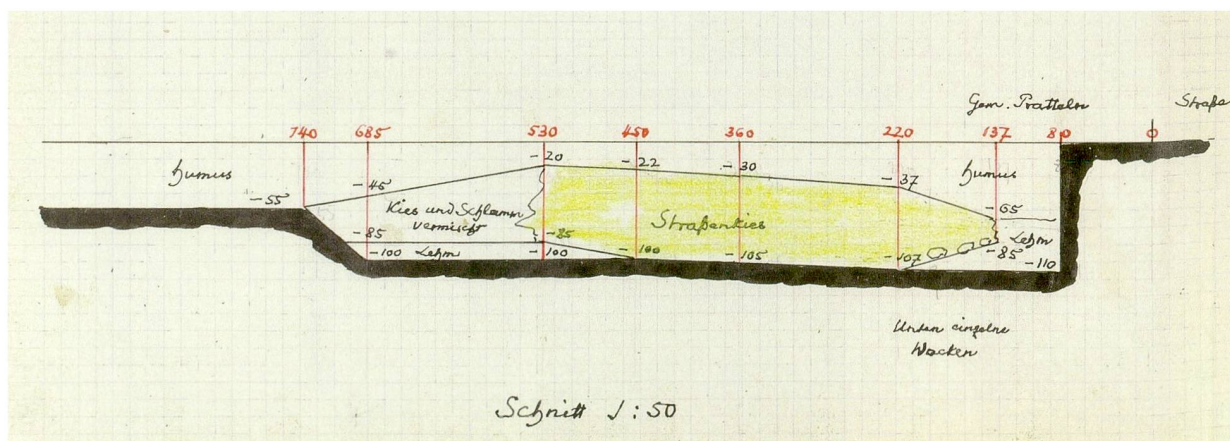 Gem. Pratteln
Straße
740 685 530 450 360 220 137 80 0
humus
-20
-22
-30
-37
humus
-45
-55
Kies und Schlamm
vermischt
Straßenkies
-65
-85
-85
Lehm
-85
-100 Lehm
-100
-100
-105
-107
-110
Unten einzelne
Wacken
Schnitt 1:50